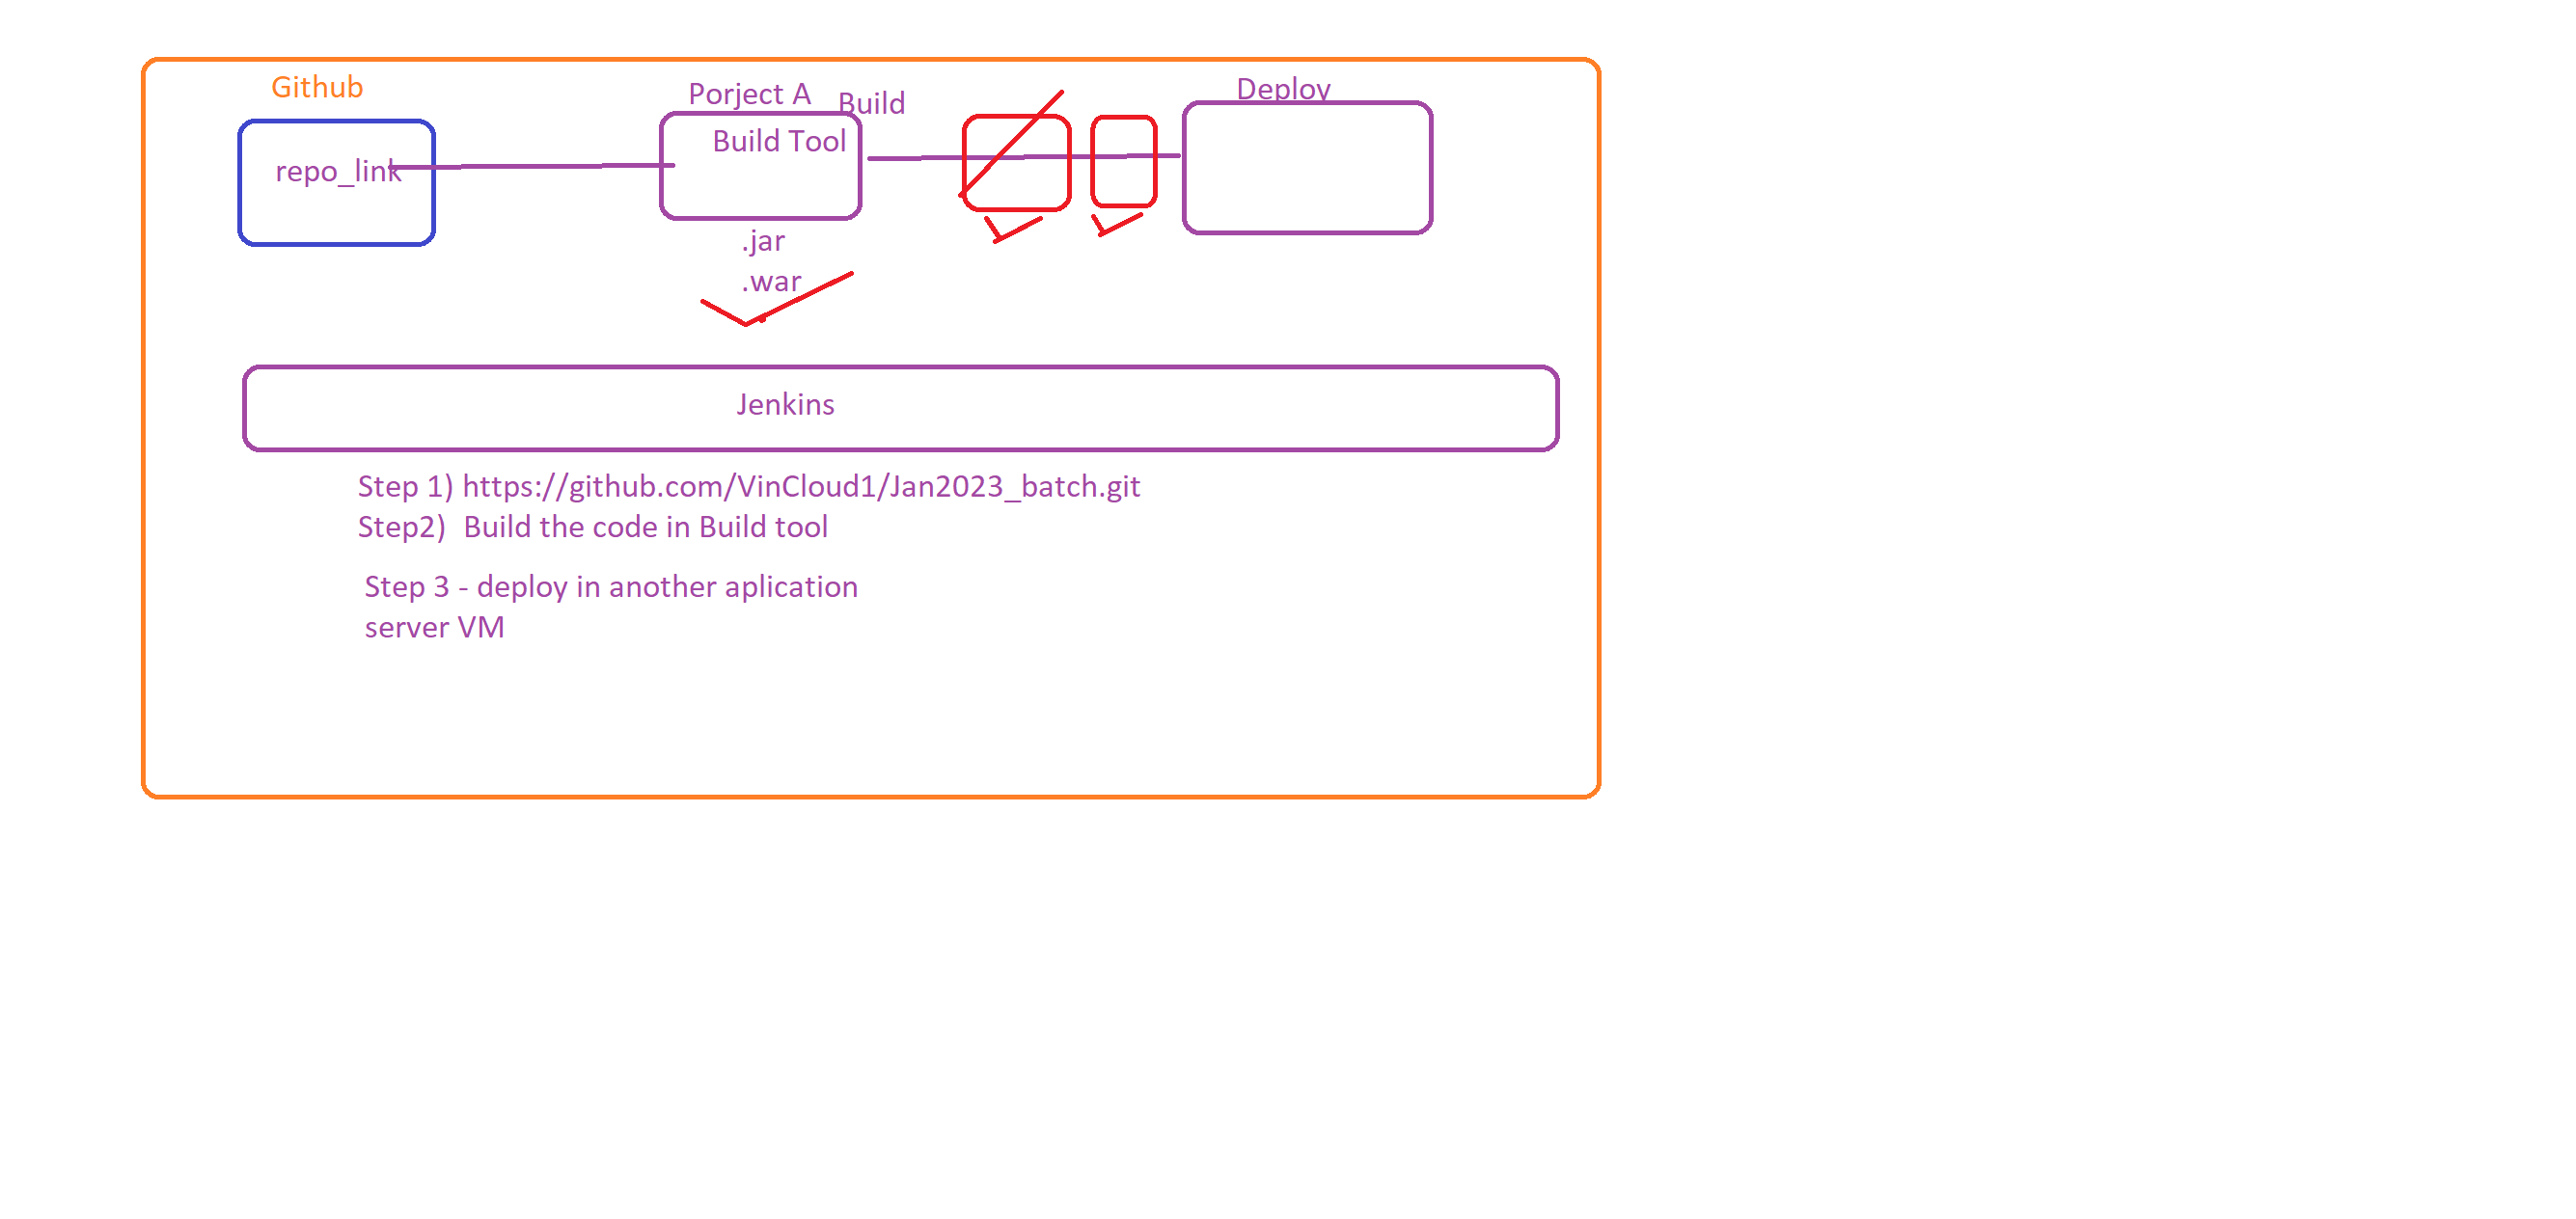 Github
Porject A
Build
Deploy
Build Tool
repo_link
.jar
.war
Jenkins
Step 1) https://github.com/VinCloud1/Jan2023_batch.git
Step2)  Build the code in Build tool
Step 3 - deploy in another aplication
server VM